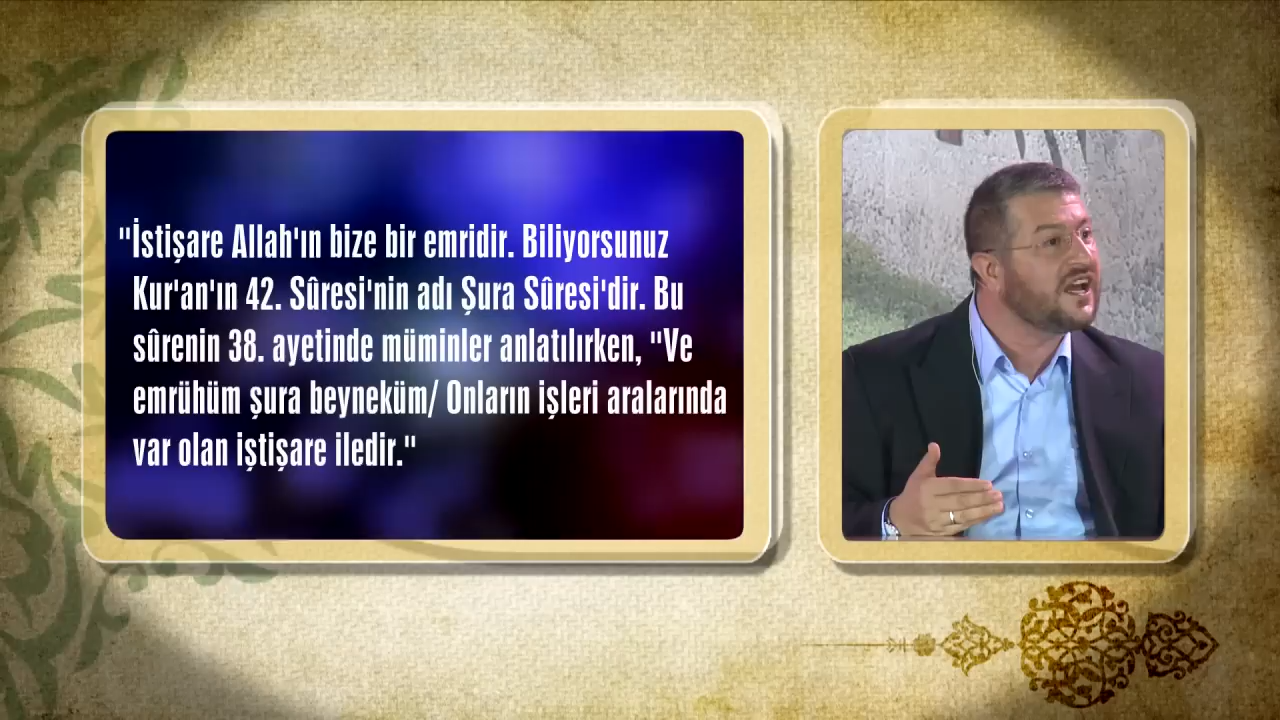 "İstişare Allah'ın bize bir emridir. Biliyorsunuz
Kur'an'ın 42. Sûresi'nin adı Şura Sûresi'dir. Bu
sûrenin 38. ayetinde müminler anlatılırken, "Ve
emrühüm şura beyneküm/ Onların işleri aralarında
var olan iştişare iledir."